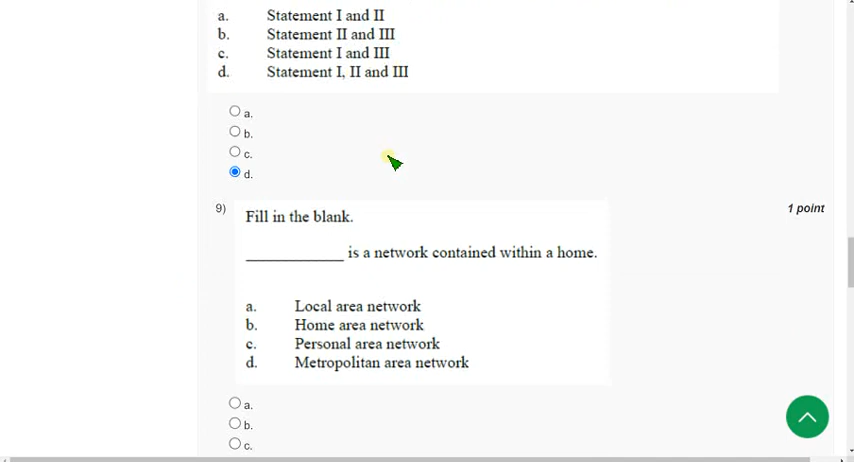 a. Statement I and II
b. Statement II and III
c. Statement I and III
d. Statement I, II and III
a.
b.
c.
d.
9) Fill in the blank. 1 point
____________ is a network contained within a home.
a. Local area network
b. Home area network
c. Personal area network
d. Metropolitan area network
a.
b.
c.